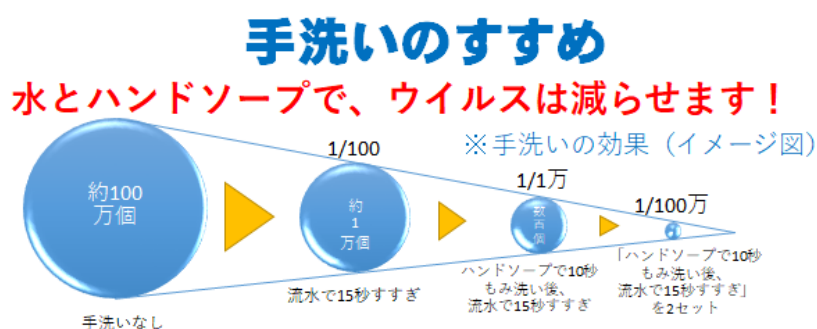 手洗いのすすめ
水とハンドソープで、ウイルスは減らせます！
※手洗いの効果（イメージ図）
約100
万個
手洗いなし
1/100
約
1
万個
流水で15秒すすぎ
1/1万
数
百
個
ハンドソープで10秒
もみ洗い後、
流水で15秒すすぎ
1/100万
「ハンドソープで10秒
もみ洗い後、
流水で15秒すすぎ」
を2セット